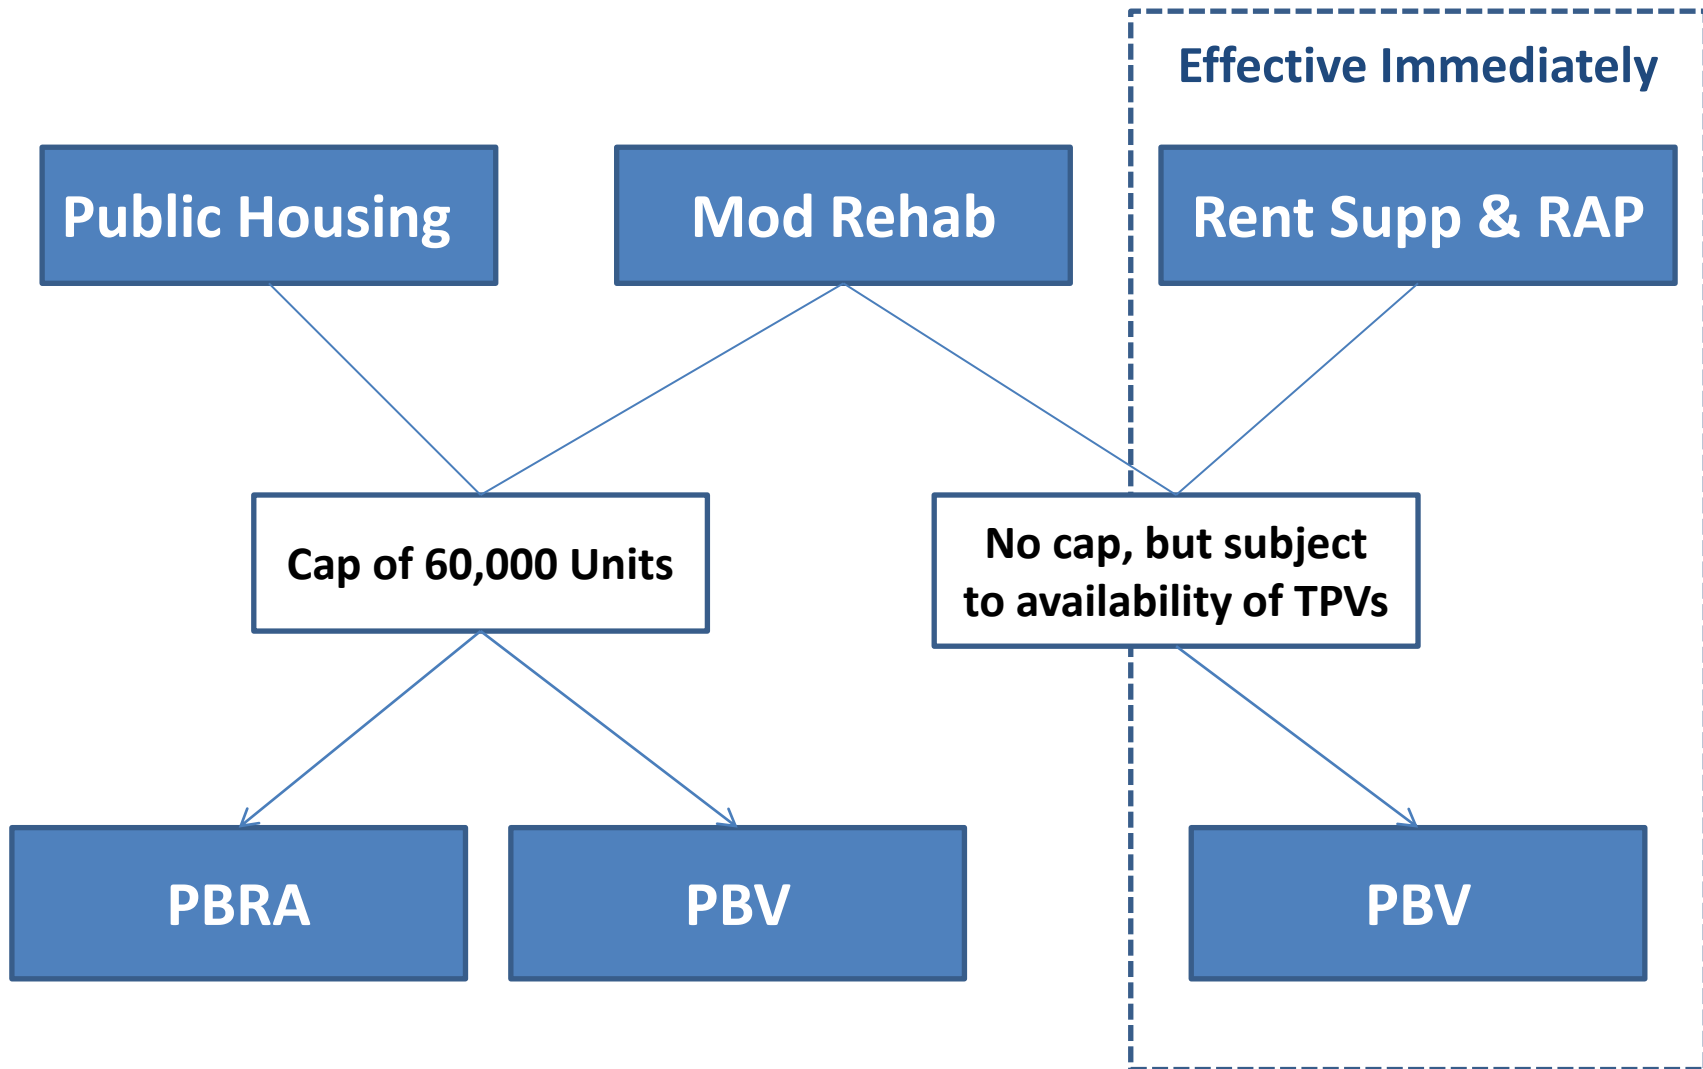 Effective Immediately
Public Housing
Mod Rehab
Rent Supp & RAP
Cap of 60,000 Units
No cap, but subject
to availability of TPVs
PBRA
PBV
PBV